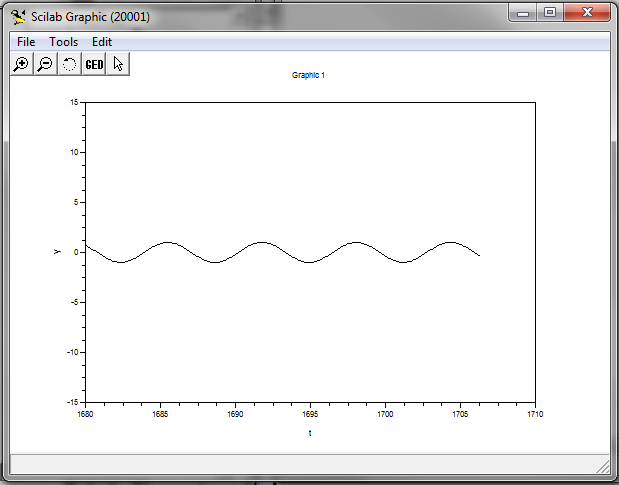 Scilab Graphic (20001)
File Tools Edit
GED
Graphic 1
15
10
5
0
-5
-10
-15
y
1680 1685 1690 1695 1700 1705 1710
t